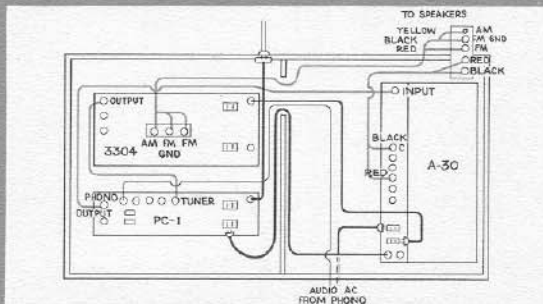 TO SPEAKERS
YELLOW
AM
BLACK
FM GND
RED
FM
RED
BLACK
OUTPUT
INPUT
AM FM FM
GND
3304
BLACK
A-30
RED
PHONO
TUNER
OUTPUT
PC-1
AUDIO AC
FROM PHONO